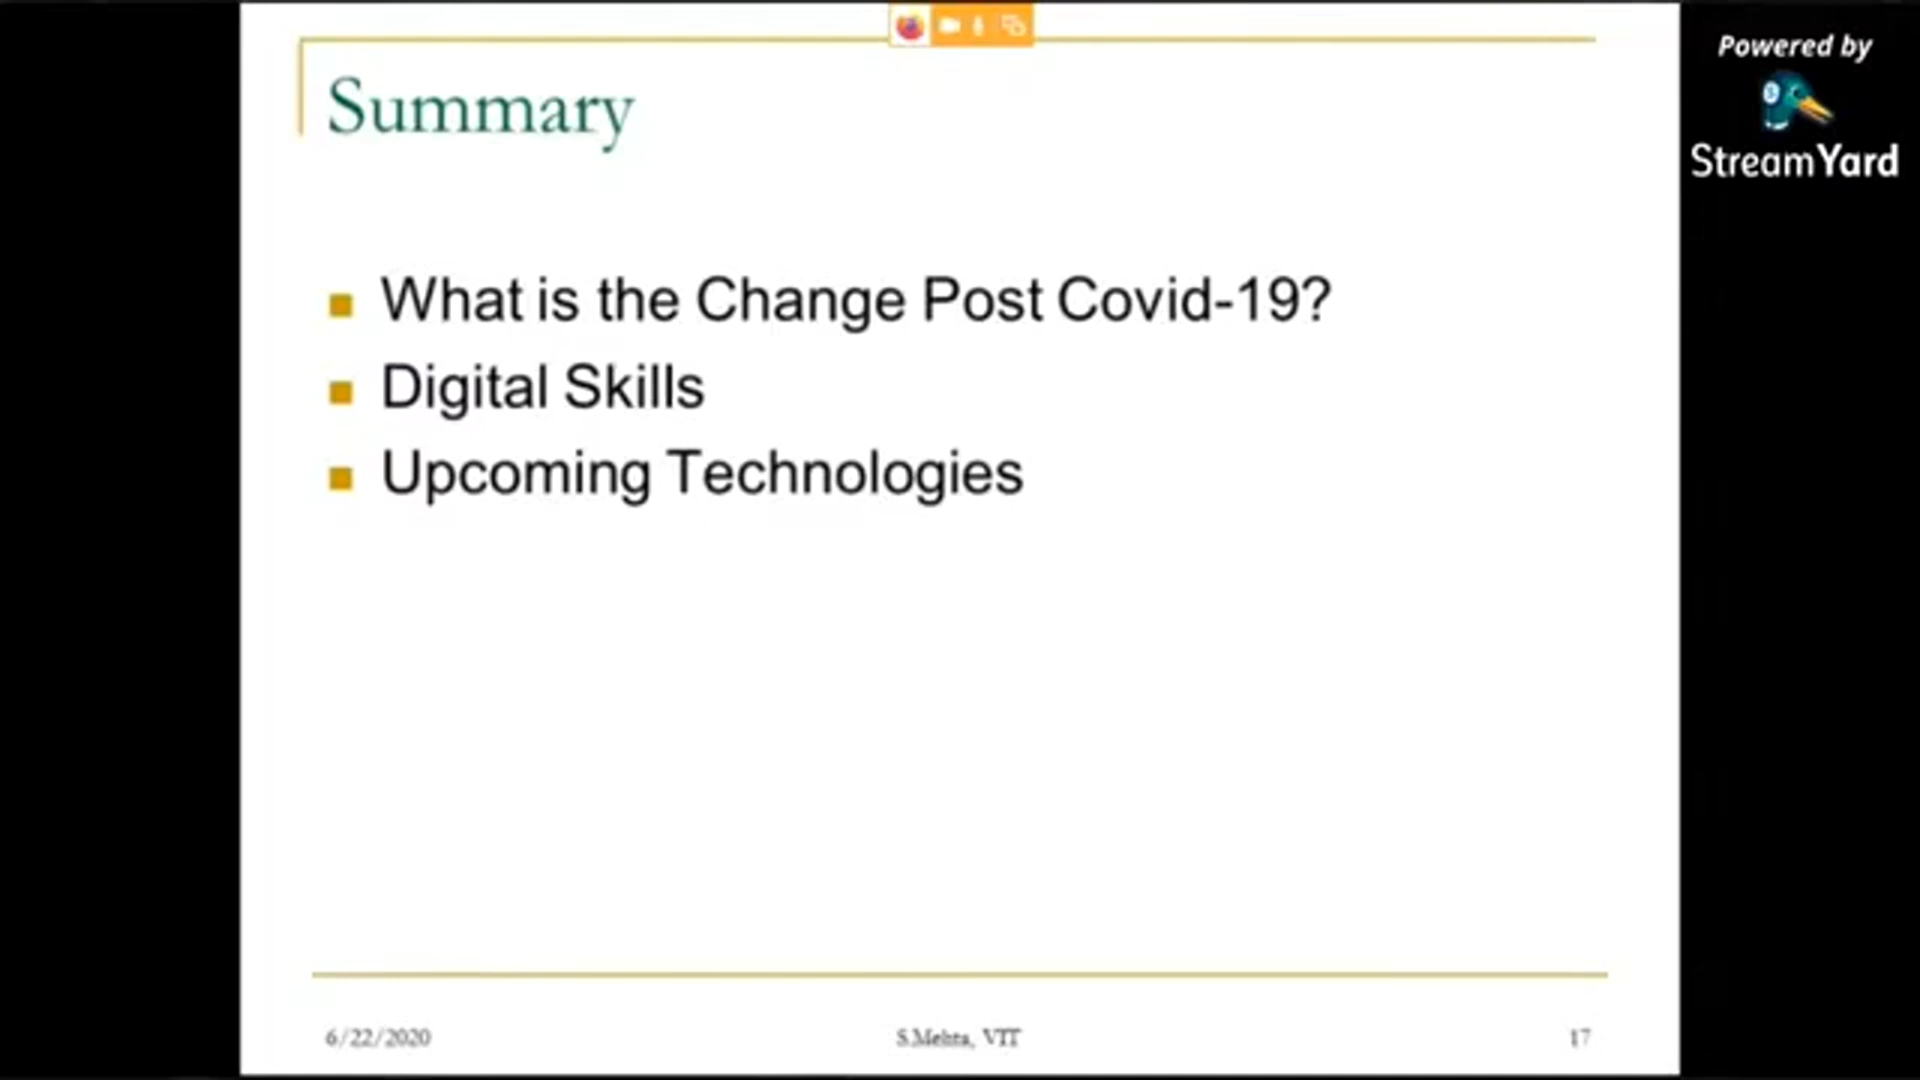 Summary
What is the Change Post Covid-19?
Digital Skills
Upcoming Technologies
6/22/2020
S.Mehta, VIT
17
Powered by
StreamYard